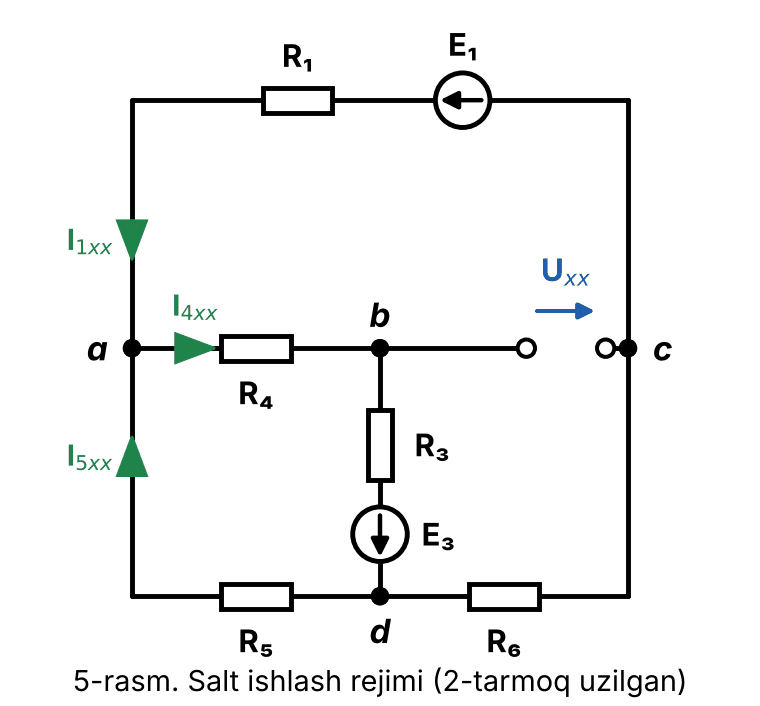 R₁
E₁
I₁xx
Uxx
I₄xx
b
a
c
R₄
R₃
I₅xx
E₃
d
R₅
R₆
5-rasm. Salt ishlash rejimi (2-tarmoq uzilgan)